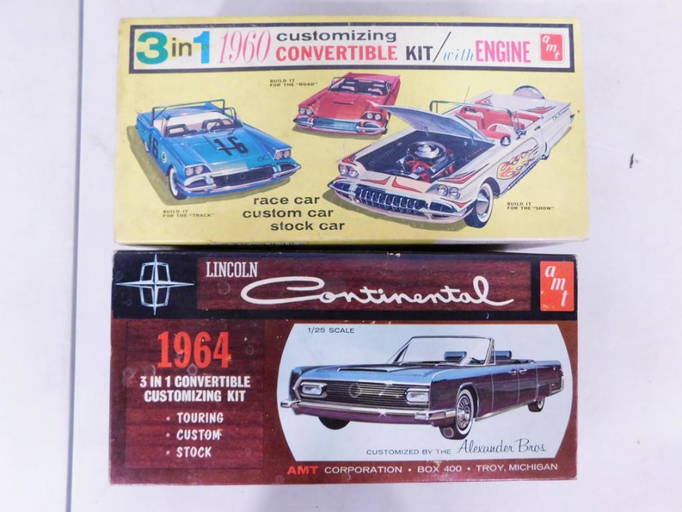 3 in 1 1960 customizing CONVERTIBLE KIT/with ENGINE amt
BUILD IT
FOR THE "ROAD"
16
16
BUILD IT
FOR THE "TRACK"
race car
custom car
stock car
BUILD IT
FOR THE "SHOW"
LINCOLN
Continental
amt
1964
3 IN 1 CONVERTIBLE
CUSTOMIZING KIT
• TOURING
• CUSTOM
• STOCK
1/25 SCALE
CUSTOMIZED BY THE Alexander Bros.
AMT CORPORATION • BOX 400 • TROY, MICHIGAN